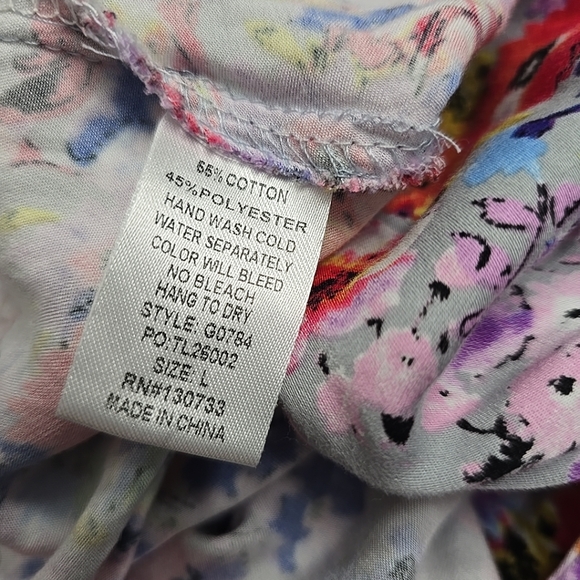 55% COTTON
45% POLYESTER
HAND WASH COLD
WATER SEPARATELY
COLOR WILL BLEED
NO BLEACH
HANG TO DRY
STYLE: G0784
PO:TL26002
SIZE: L
RN#130733
MADE IN CHINA